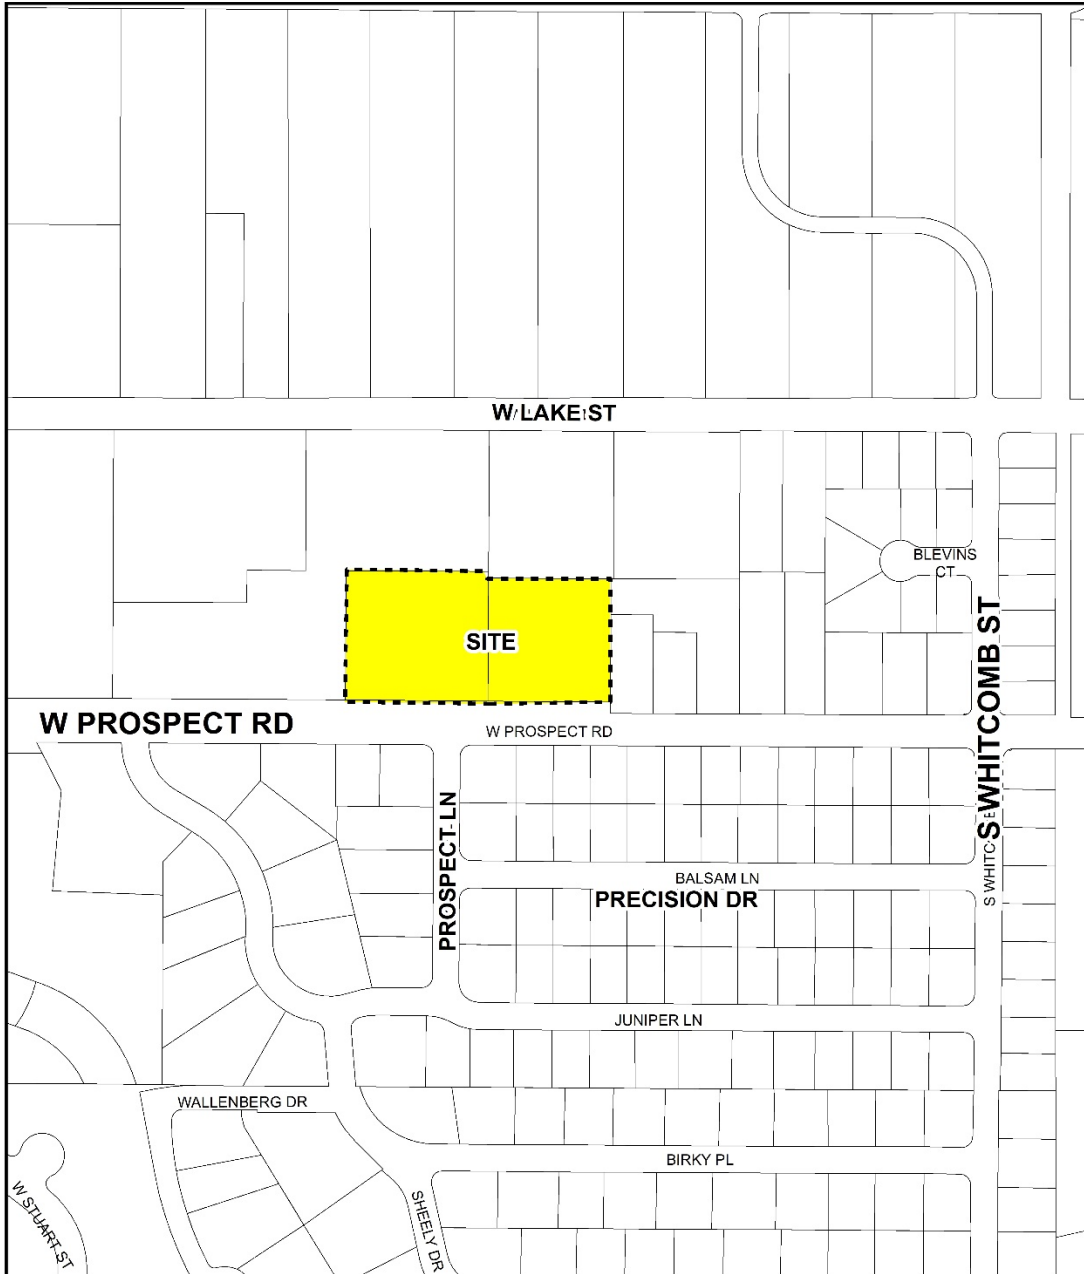 W LAKE ST
BLEVINS
CT
SITE
S WHITCOMB ST
W PROSPECT RD
W PROSPECT RD
PROSPECT LN
S WHITC
BALSAM LN
PRECISION DR
JUNIPER LN
WALLENBERG DR
BIRKY PL
W STUART ST
SHEELY DR